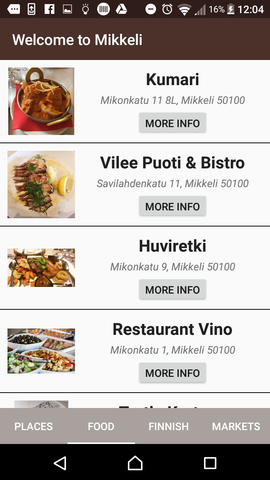 16% 12:04
Welcome to Mikkeli
Kumari
Mikonkatu 11 8L, Mikkeli 50100
MORE INFO
Vilee Puoti & Bistro
Savilahdenkatu 11, Mikkeli 50100
MORE INFO
Huviretki
Mikonkatu 9, Mikkeli 50100
MORE INFO
Restaurant Vino
Mikonkatu 1, Mikkeli 50100
MORE INFO
PLACES FOOD FINNISH MARKETS